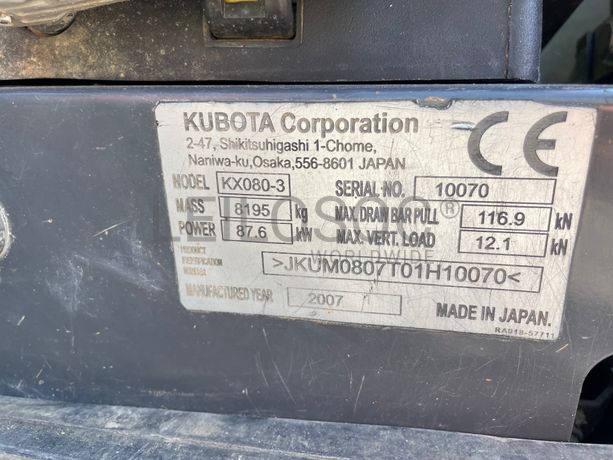 KUBOTA Corporation
2-47, Shikitsuhigashi 1-Chome,
Naniwa-ku, Osaka, 556-8601 JAPAN
CE
MODEL KX080-3 SERIAL NO. 10070
MASS 8195 kg MAX. DRAW BAR PULL 116.9 kN
POWER 87.6 kW MAX. VERT. LOAD 12.1 kN
PRODUCT
IDENTIFICATION
NUMBER
>JKUM0807T01H10070<
MANUFACTURED YEAR 2007
MADE IN JAPAN.
RA018-57711
LEILOSOC®
WORLDWIDE